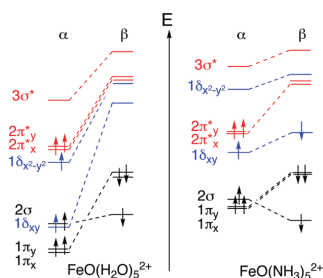 E
α β α β
3σ*
2π*y
2π*x
1δx²-y²
2σ
1δxy
1πy
1πx
FeO(H₂O)₅²⁺
3σ*
1δx²-y²
2π*y
2π*x
1δxy
2σ
1πy
1πx
FeO(NH₃)₅²⁺